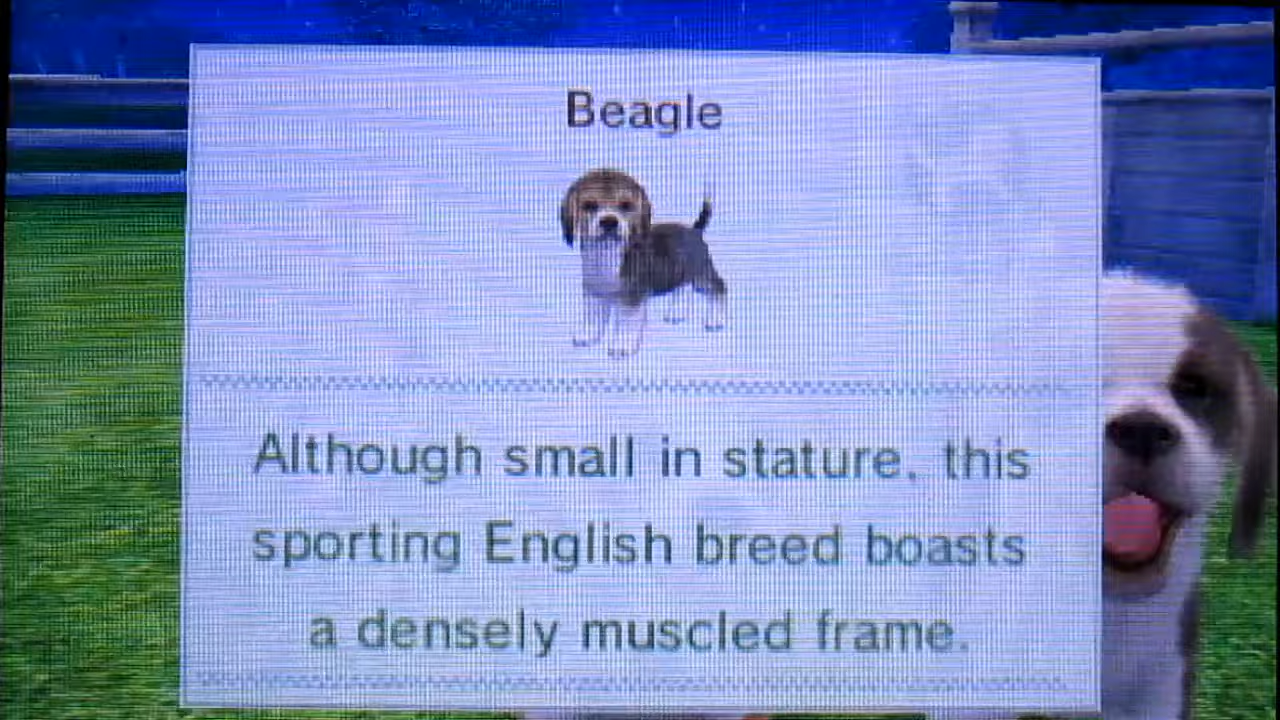 Beagle
Although small in stature, this
sporting English breed boasts
a densely muscled frame.